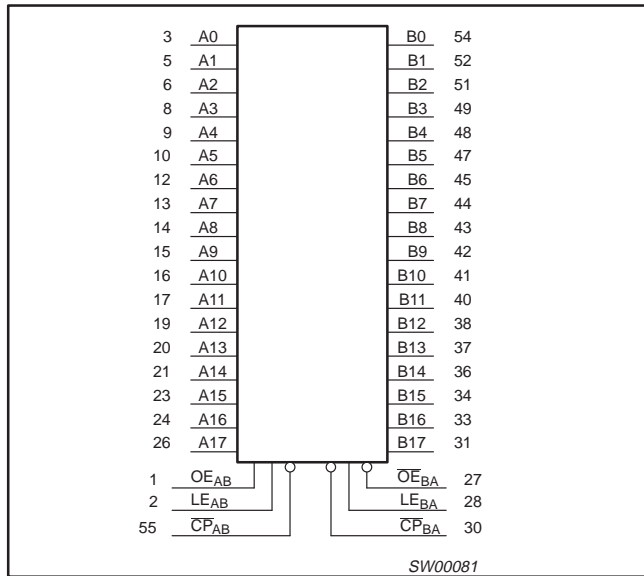 3 A0 B0 54
5 A1 B1 52
6 A2 B2 51
8 A3 B3 49
9 A4 B4 48
10 A5 B5 47
12 A6 B6 45
13 A7 B7 44
14 A8 B8 43
15 A9 B9 42
16 A10 B10 41
17 A11 B11 40
19 A12 B12 38
20 A13 B13 37
21 A14 B14 36
23 A15 B15 34
24 A16 B16 33
26 A17 B17 31
1 OEAB O̅E̅BA 27
2 LEAB LEBA 28
55 C̅P̅AB C̅P̅BA 30
SW00081